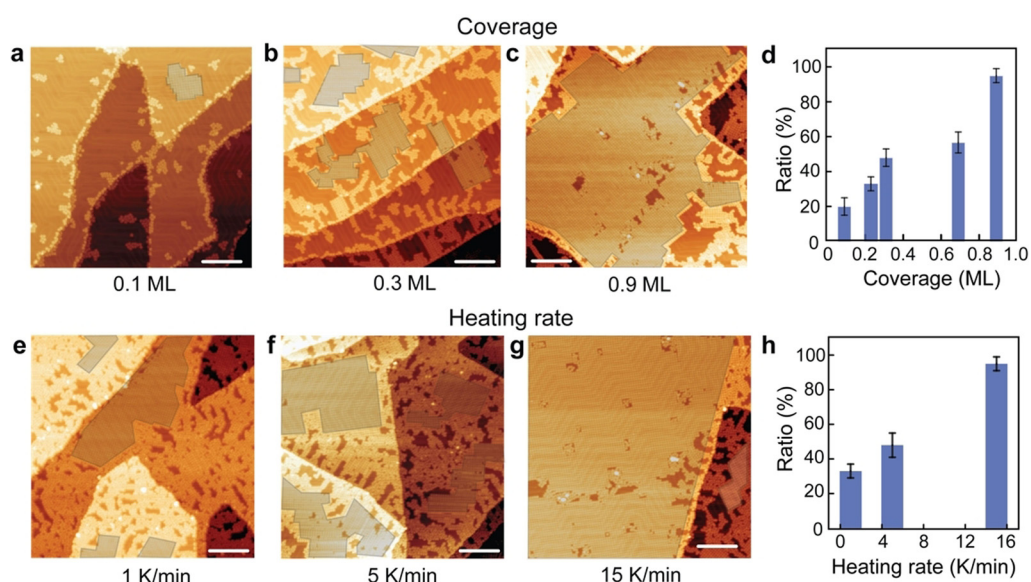 Coverage
a b c d
0.1 ML 0.3 ML 0.9 ML
Ratio (%)
100
80
60
40
20
0
0 0.2 0.4 0.6 0.8 1.0
Coverage (ML)
Heating rate
e f g h
1 K/min 5 K/min 15 K/min
Ratio (%)
100
80
60
40
20
0
0 4 8 12 16
Heating rate (K/min)